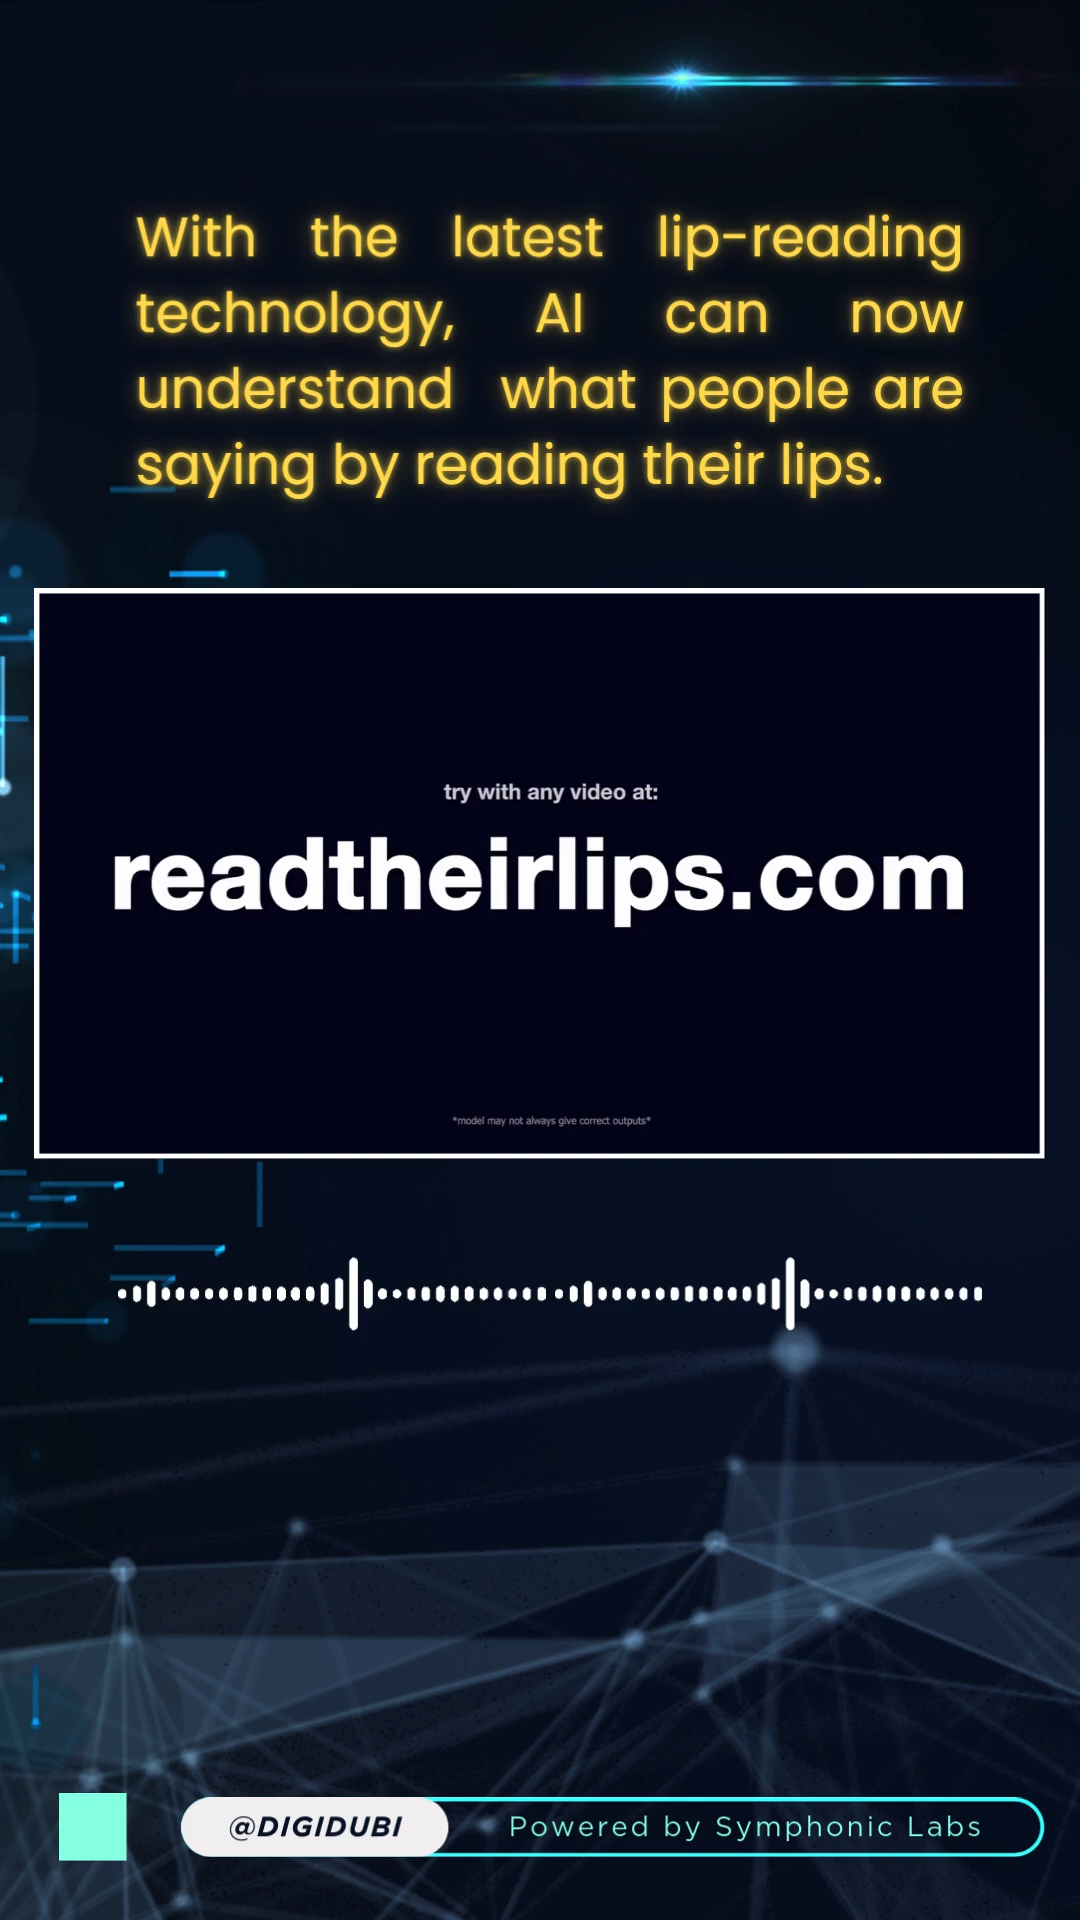 With the latest lip-reading
technology, AI can now
understand what people are
saying by reading their lips.
try with any video at:
readtheirlips.com
*model may not always give correct outputs*
@DIGIDUBI
Powered by Symphonic Labs